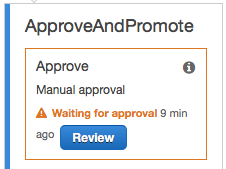 ApproveAndPromote
Approve
Manual approval
Waiting for approval 9 min
ago Review